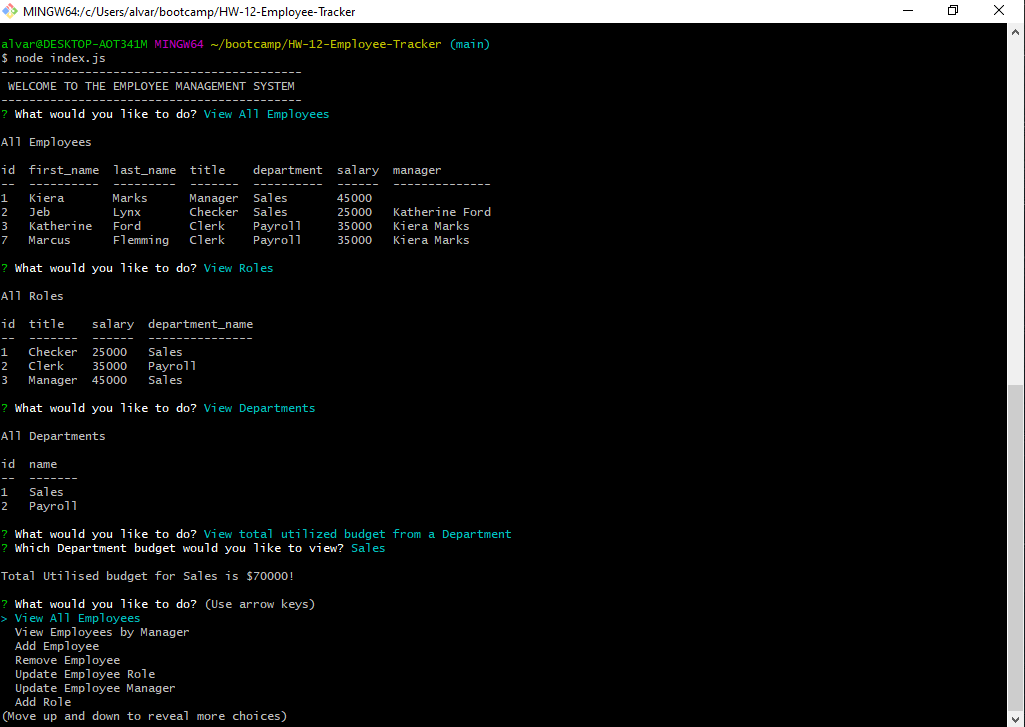 MINGW64:/c/Users/alvar/bootcamp/HW-12-Employee-Tracker
alvar@DESKTOP-AOT341M MINGW64 ~/bootcamp/HW-12-Employee-Tracker (main)
$ node index.js
-------------------------------------------
 WELCOME TO THE EMPLOYEE MANAGEMENT SYSTEM
-------------------------------------------
? What would you like to do? View All Employees
All Employees
id  first_name  last_name  title    department  salary  manager
--  ----------  ---------  -------  ----------  ------  --------------
1   Kiera       Marks      Manager  Sales       45000
2   Jeb         Lynx       Checker  Sales       25000   Katherine Ford
3   Katherine   Ford       Clerk    Payroll     35000   Kiera Marks
7   Marcus      Flemming   Clerk    Payroll     35000   Kiera Marks
? What would you like to do? View Roles
All Roles
id  title    salary  department_name
--  -------  ------  ---------------
1   Checker  25000   Sales
2   Clerk    35000   Payroll
3   Manager  45000   Sales
? What would you like to do? View Departments
All Departments
id  name
--  -------
1   Sales
2   Payroll
? What would you like to do? View total utilized budget from a Department
? Which Department budget would you like to view? Sales
Total Utilised budget for Sales is $70000!
? What would you like to do? (Use arrow keys)
> View All Employees
  View Employees by Manager
  Add Employee
  Remove Employee
  Update Employee Role
  Update Employee Manager
  Add Role
(Move up and down to reveal more choices)